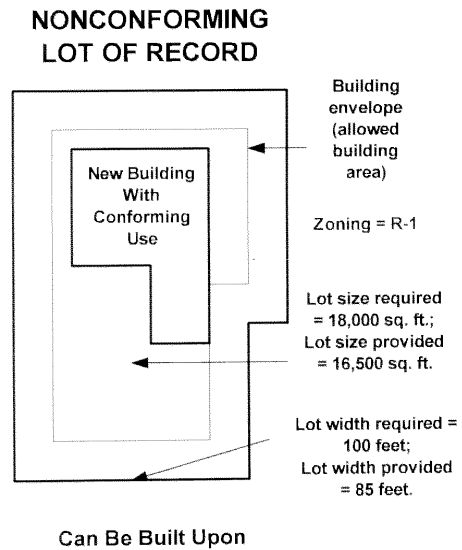 NONCONFORMING
LOT OF RECORD
Building
envelope
(allowed
building
area)
New Building
With
Conforming
Use
Zoning = R-1
Lot size required
= 18,000 sq. ft.;
Lot size provided
= 16,500 sq. ft.
Lot width required =
100 feet;
Lot width provided
= 85 feet.
Can Be Built Upon